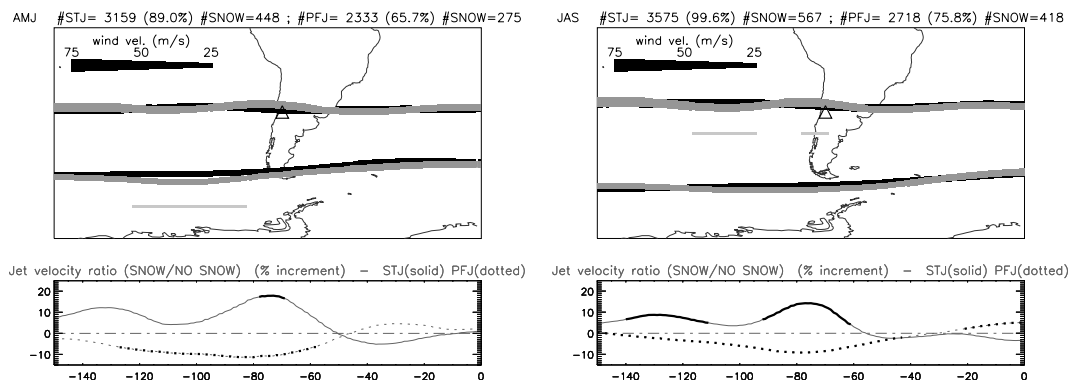 AMJ #STJ= 3159 (89.0%) #SNOW=448 ; #PFJ= 2333 (65.7%) #SNOW=275
wind vel. (m/s)
75 50 25
Jet velocity ratio (SNOW/NO SNOW) (% increment) – STJ(solid) PFJ(dotted)
20
10
0
−10
−140 −120 −100 −80 −60 −40 −20 0
JAS #STJ= 3575 (99.6%) #SNOW=567 ; #PFJ= 2718 (75.8%) #SNOW=418
wind vel. (m/s)
75 50 25
Jet velocity ratio (SNOW/NO SNOW) (% increment) – STJ(solid) PFJ(dotted)
20
10
0
−10
−140 −120 −100 −80 −60 −40 −20 0